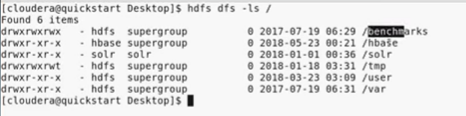 [cloudera@quickstart Desktop]$ hdfs dfs -ls /
Found 6 items
drwxrwxrwx   - hdfs  supergroup          0 2017-07-19 06:29 /benchmarks
drwxr-xr-x   - hbase supergroup          0 2018-05-23 00:21 /hbase
drwxr-xr-x   - solr  solr                0 2018-01-01 00:36 /solr
drwxrwxrwt   - hdfs  supergroup          0 2018-01-18 03:31 /tmp
drwxr-xr-x   - hdfs  supergroup          0 2018-03-23 03:09 /user
drwxr-xr-x   - hdfs  supergroup          0 2017-07-19 06:31 /var
[cloudera@quickstart Desktop]$